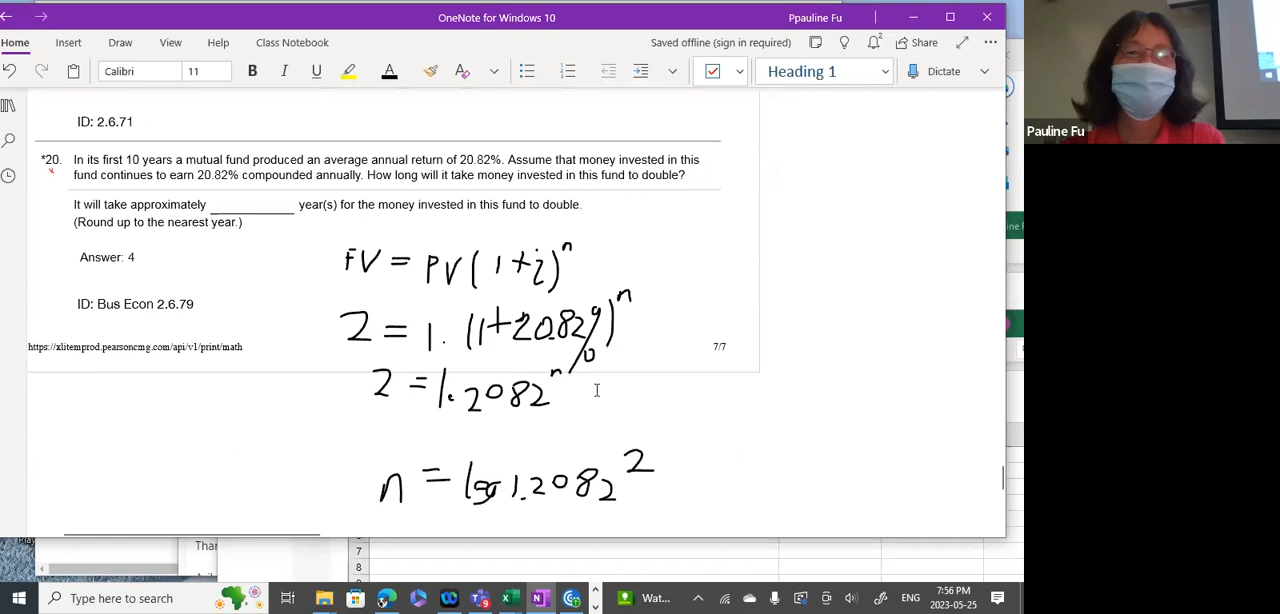 OneNote for Windows 10
Ppauline Fu
Home Insert Draw View Help Class Notebook
Saved offline (sign in required)
Share
Calibri 11 B I U A A Heading 1 Dictate
Pauline Fu
ID: 2.6.71
*20. In its first 10 years a mutual fund produced an average annual return of 20.82%. Assume that money invested in this
fund continues to earn 20.82% compounded annually. How long will it take money invested in this fund to double?
It will take approximately ____________ year(s) for the money invested in this fund to double.
(Round up to the nearest year.)
Answer: 4
ID: Bus Econ 2.6.79
FV = PV(1+i)^n
2 = 1.(1+20.82%)^n
2 = 1.2082^n
n = log 1.2082 2
https://xlitemprod.pearsoncmg.com/api/v1/print/math
7/7
Than
7
8
Type here to search
Wat...
ENG
7:56 PM
2023-05-25